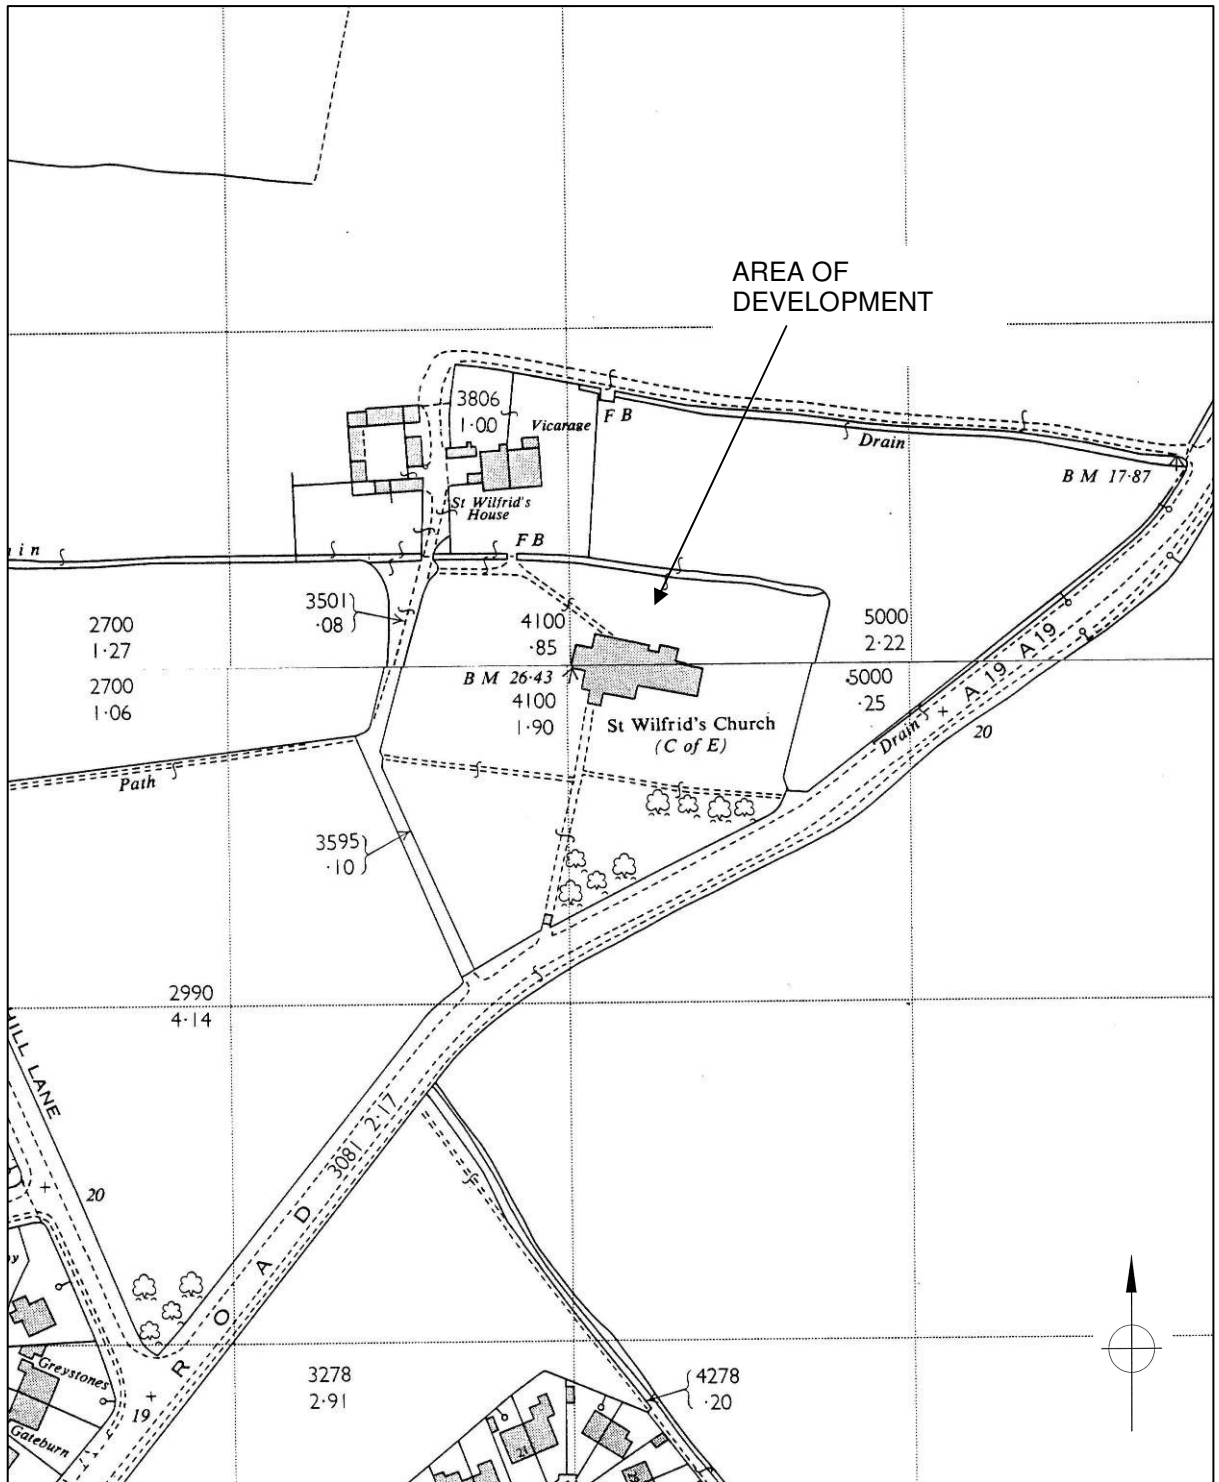 AREA OF
DEVELOPMENT
3806
1·00
Vicarage
F B
Drain
B M 17·87
St Wilfrid's
House
F B
in
3501
·08
2700
1·27
4100
·85
5000
2·22
A 19
A 19
2700
1·06
B M 26·43
4100
1·90
5000
·25
St Wilfrid's Church
(C of E)
Drain
20
Path
3595
·10
2990
4·14
LANE
3081 2·17
20
ROAD
3278
2·91
4278
·20
Greystones
19
Gateburn
21